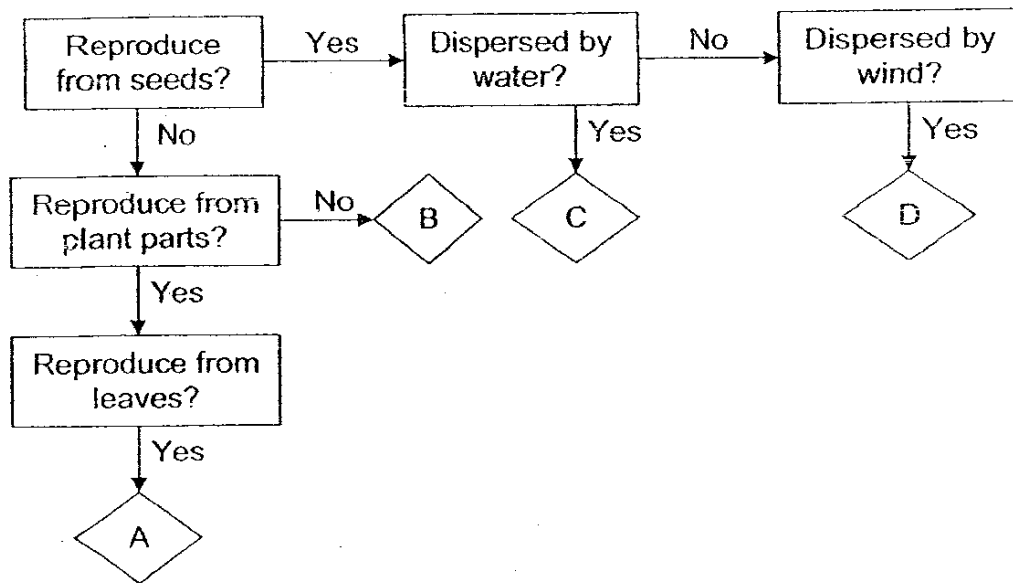 Reproduce
from seeds?
Yes
Dispersed by
water?
No
Dispersed by
wind?
No
Yes
Yes
Reproduce from
plant parts?
No
B
C
D
Yes
Reproduce from
leaves?
Yes
A